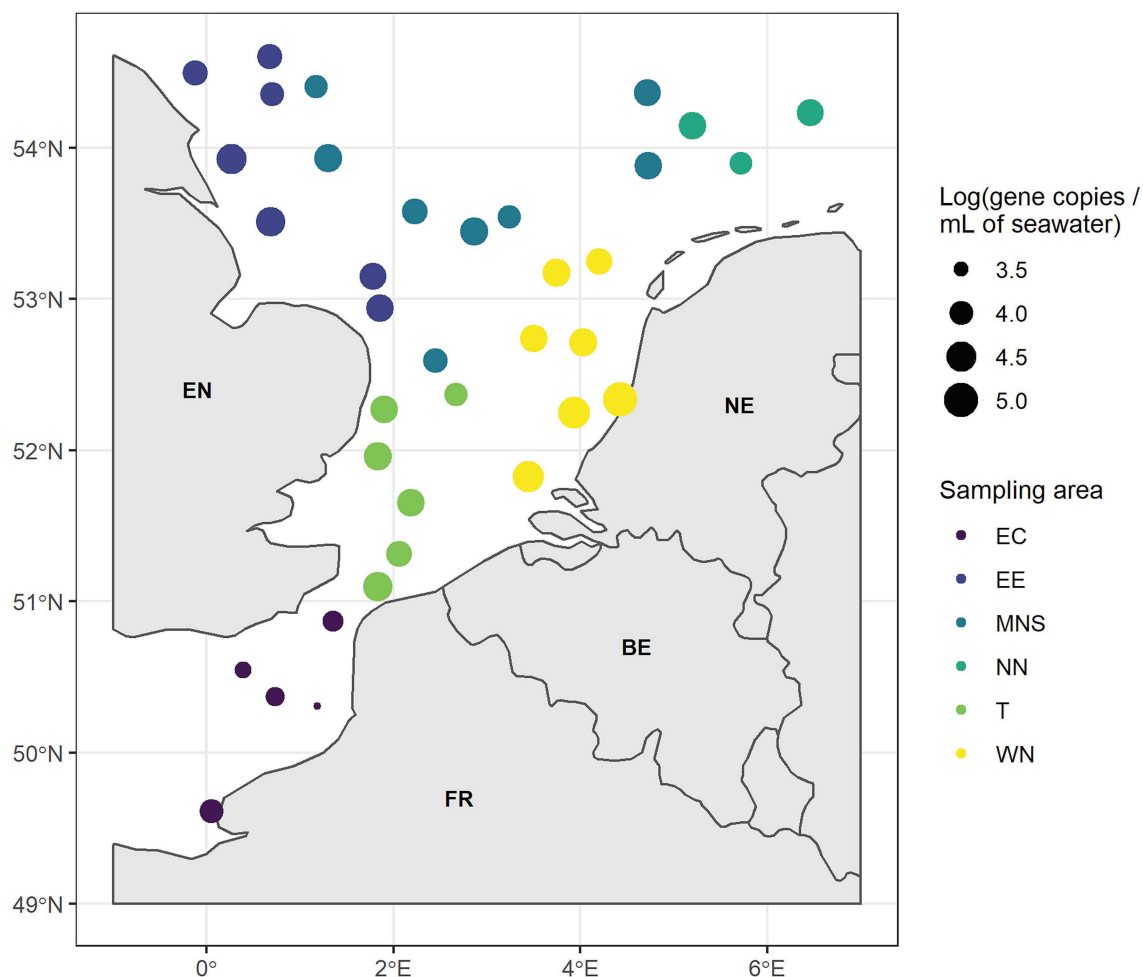 54°N
53°N
52°N
51°N
50°N
49°N
0°
2°E
4°E
6°E
EN
NE
BE
FR
Log(gene copies /
mL of seawater)
3.5
4.0
4.5
5.0
Sampling area
EC
EE
MNS
NN
T
WN